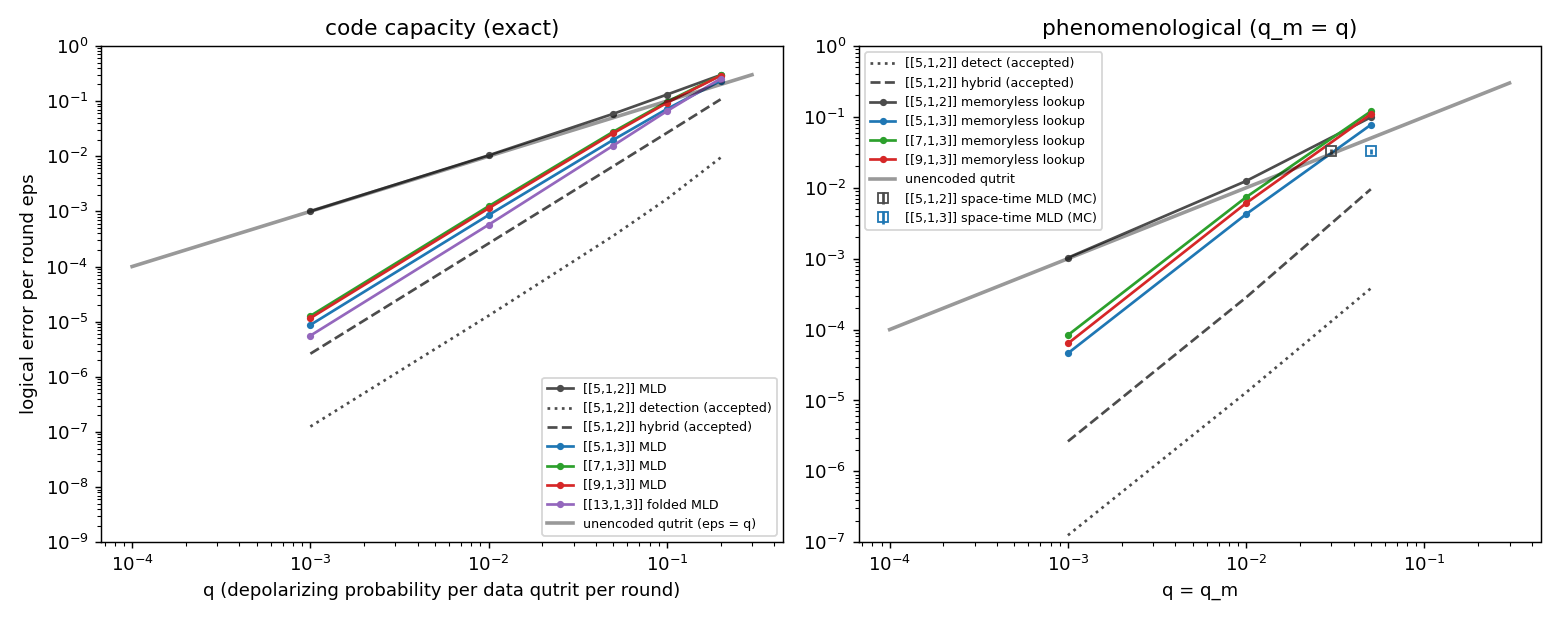 code capacity (exact)
10⁰
10⁻¹
10⁻²
10⁻³
10⁻⁴
10⁻⁵
10⁻⁶
10⁻⁷
10⁻⁸
10⁻⁹
logical error per round eps
[[5,1,2]] MLD
[[5,1,2]] detection (accepted)
[[5,1,2]] hybrid (accepted)
[[5,1,3]] MLD
[[7,1,3]] MLD
[[9,1,3]] MLD
[[13,1,3]] folded MLD
unencoded qutrit (eps = q)
10⁻⁴
10⁻³
10⁻²
10⁻¹
q (depolarizing probability per data qutrit per round)
phenomenological (q_m = q)
10⁰
10⁻¹
10⁻²
10⁻³
10⁻⁴
10⁻⁵
10⁻⁶
10⁻⁷
[[5,1,2]] detect (accepted)
[[5,1,2]] hybrid (accepted)
[[5,1,2]] memoryless lookup
[[5,1,3]] memoryless lookup
[[7,1,3]] memoryless lookup
[[9,1,3]] memoryless lookup
unencoded qutrit
[[5,1,2]] space-time MLD (MC)
[[5,1,3]] space-time MLD (MC)
10⁻⁴
10⁻³
10⁻²
10⁻¹
q = q_m